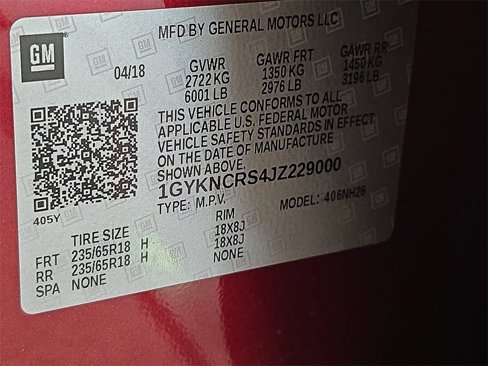 MFD BY GENERAL MOTORS LLC
GM
04/18
GVWR
2722 KG
6001 LB
GAWR FRT
1350 KG
2976 LB
GAWR RR
1450 KG
3196 LB
THIS VEHICLE CONFORMS TO ALL
APPLICABLE U.S. FEDERAL MOTOR
VEHICLE SAFETY STANDARDS IN EFFECT
ON THE DATE OF MANUFACTURE
SHOWN ABOVE.
1GYKNCRS4JZ229000
TYPE: M.P.V. MODEL: 406NH26
405Y
TIRE SIZE RIM
FRT 235/65R18 H 18X8J
RR 235/65R18 H 18X8J
SPA NONE NONE